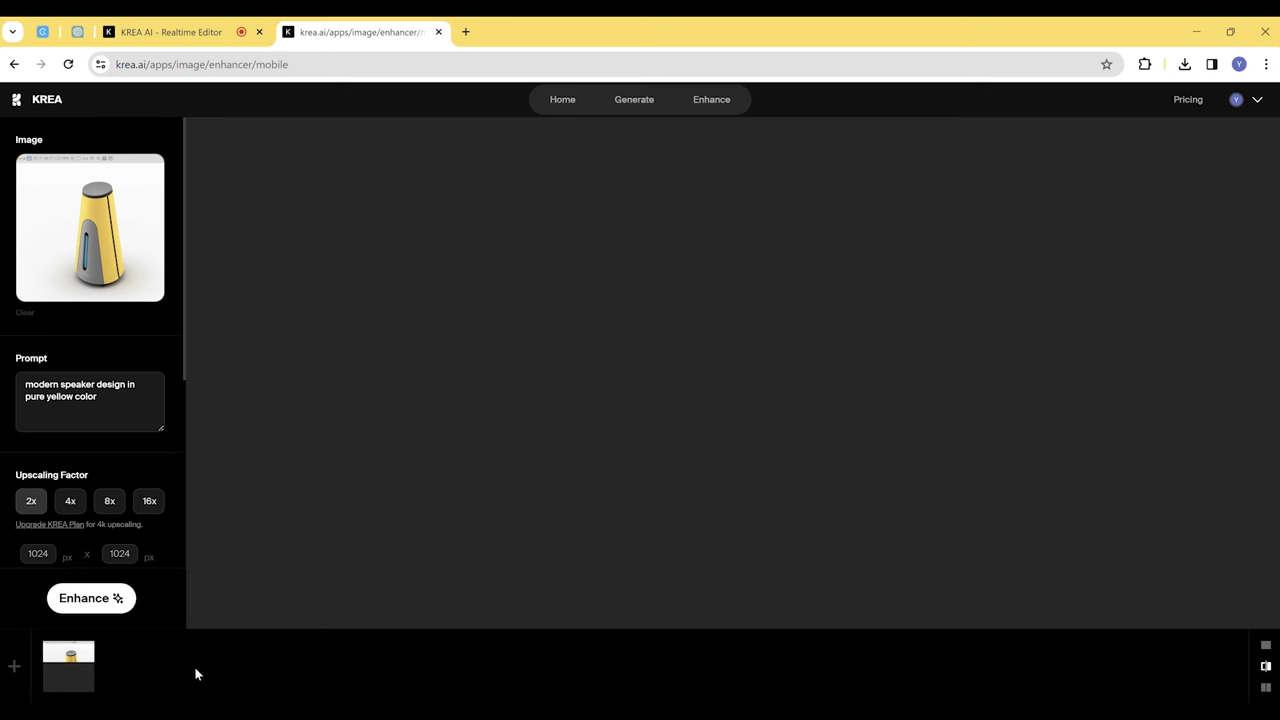 KREA AI - Realtime Editor
krea.ai/apps/image/enhancer/m
krea.ai/apps/image/enhancer/mobile
Y
KREA
Home
Generate
Enhance
Pricing
Y
Image
Clear
Prompt
modern speaker design in
pure yellow color
Upscaling Factor
2x
4x
8x
16x
Upgrade KREA Plan for 4k upscaling.
1024 px X 1024 px
Enhance